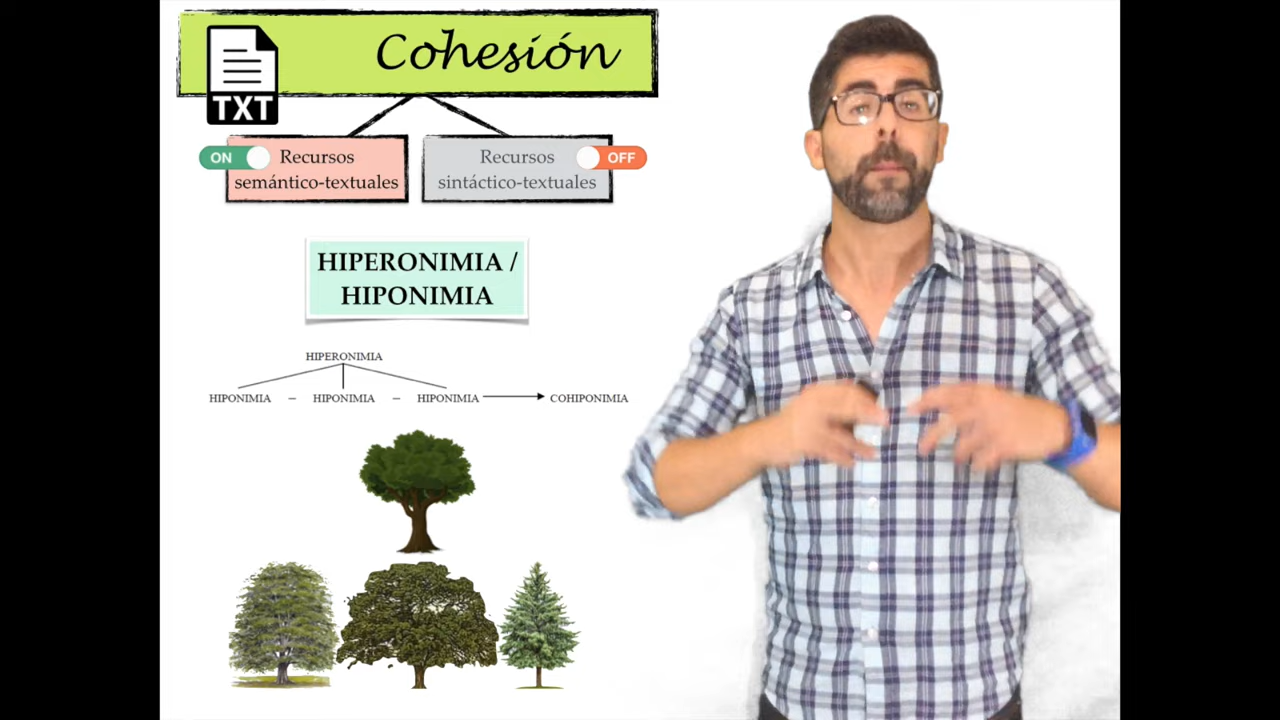 Cohesión
TXT
ON
Recursos
semántico-textuales
Recursos
sintáctico-textuales
OFF
HIPERONIMIA /
HIPONIMIA
HIPERONIMIA
HIPONIMIA – HIPONIMIA – HIPONIMIA COHIPONIMIA